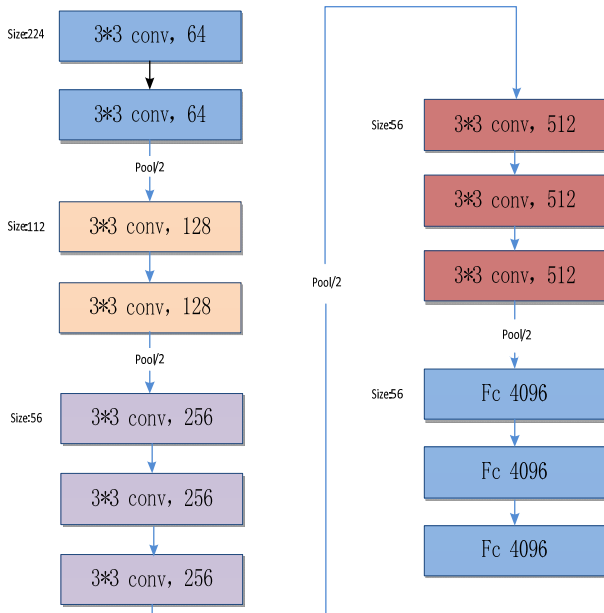 Size:224
3*3 conv, 64
3*3 conv, 64
Pool/2
Size:112
3*3 conv, 128
3*3 conv, 128
Pool/2
Size:56
3*3 conv, 256
3*3 conv, 256
3*3 conv, 256
Pool/2
Size:56
3*3 conv, 512
3*3 conv, 512
3*3 conv, 512
Pool/2
Size:56
Fc 4096
Fc 4096
Fc 4096